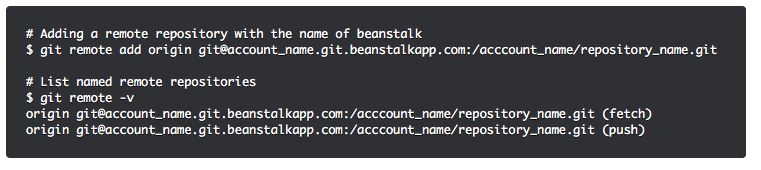 # Adding a remote repository with the name of beanstalk
$ git remote add origin git@account_name.git.beanstalkapp.com:/acccount_name/repository_name.git
# List named remote repositories
$ git remote -v
origin git@account_name.git.beanstalkapp.com:/acccount_name/repository_name.git (fetch)
origin git@account_name.git.beanstalkapp.com:/acccount_name/repository_name.git (push)